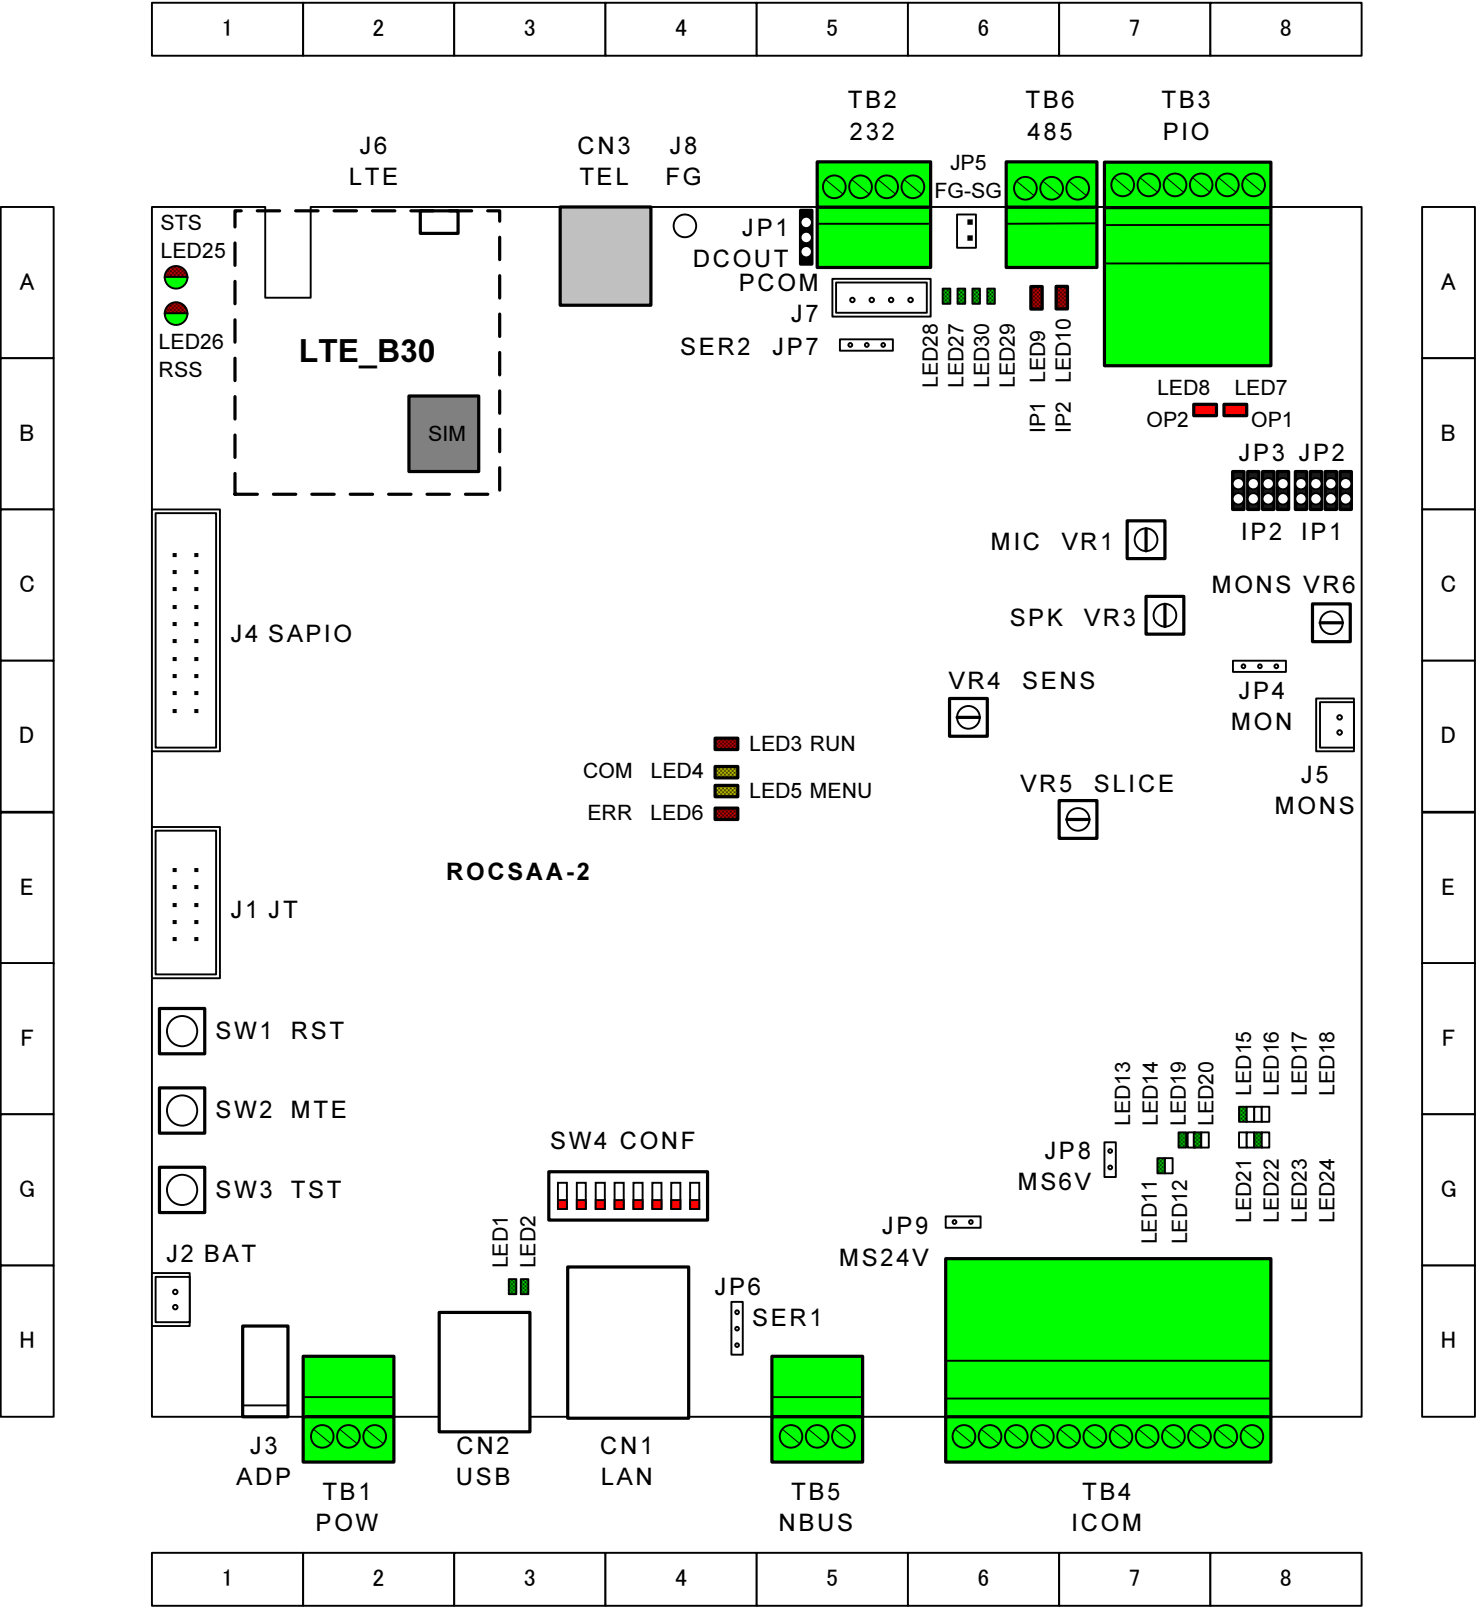 1 2 3 4 5 6 7 8
TB2 TB6 TB3
232 485 PIO
J6 CN3 J8
LTE TEL FG
JP5
FG-SG
STS
LED25
JP1
DCOUT
PCOM
A A
J7
LED26
RSS
LTE_B30
SER2 JP7
LED28
LED27
LED30
LED29
LED9
LED10
IP1
IP2
LED8 LED7
OP2 OP1
B B
SIM
JP3 JP2
IP2 IP1
MIC VR1
C C
MONS VR6
SPK VR3
J4 SAPIO
VR4 SENS
JP4
MON
D D
LED3 RUN
COM LED4
LED5 MENU
ERR LED6
J5
MONS
VR5 SLICE
ROCSAA-2
E E
J1 JT
F F
SW1 RST
LED15
LED16
LED17
LED18
LED13
LED14
LED19
LED20
SW2 MTE
SW4 CONF
JP8
MS6V
G G
SW3 TST
LED11
LED12
LED21
LED22
LED23
LED24
JP9
MS24V
LED1
LED2
J2 BAT
JP6
SER1
H H
J3
ADP
CN2
USB
CN1
LAN
TB1
POW
TB5
NBUS
TB4
ICOM
1 2 3 4 5 6 7 8